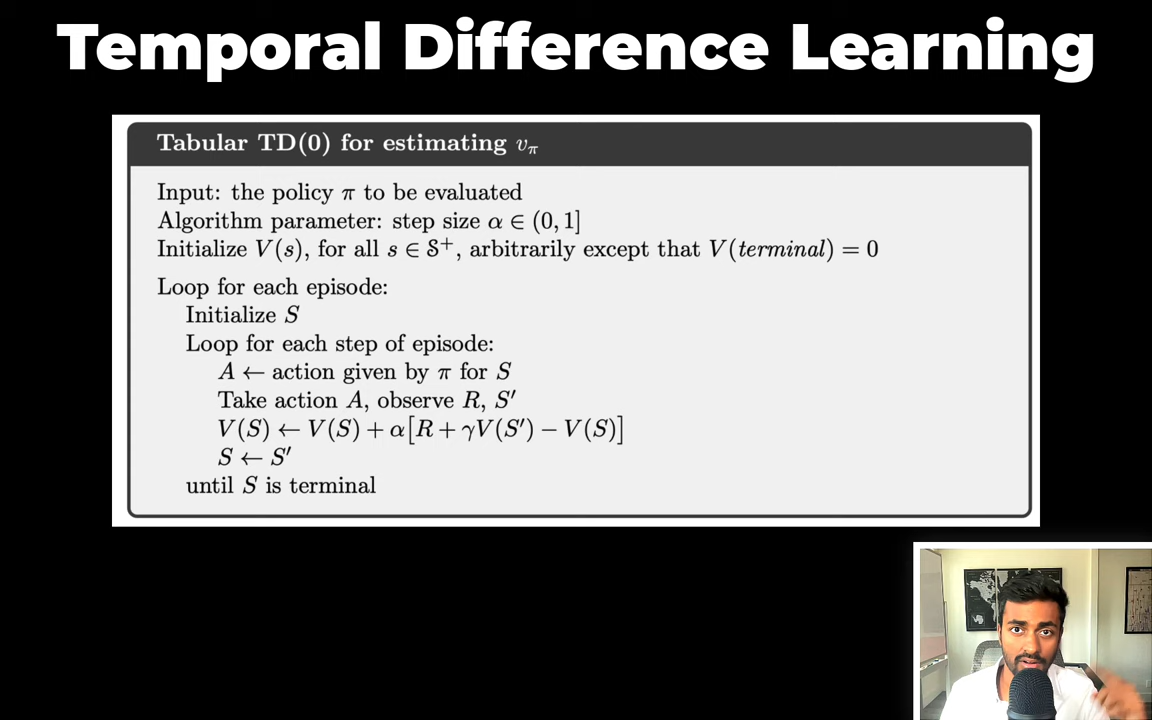 Temporal Difference Learning
Tabular TD(0) for estimating vπ
Input: the policy π to be evaluated
Algorithm parameter: step size α ∈ (0, 1]
Initialize V(s), for all s ∈ S⁺, arbitrarily except that V(terminal) = 0
Loop for each episode:
Initialize S
Loop for each step of episode:
A ← action given by π for S
Take action A, observe R, S′
V(S) ← V(S) + α[R + γV(S′) − V(S)]
S ← S′
until S is terminal